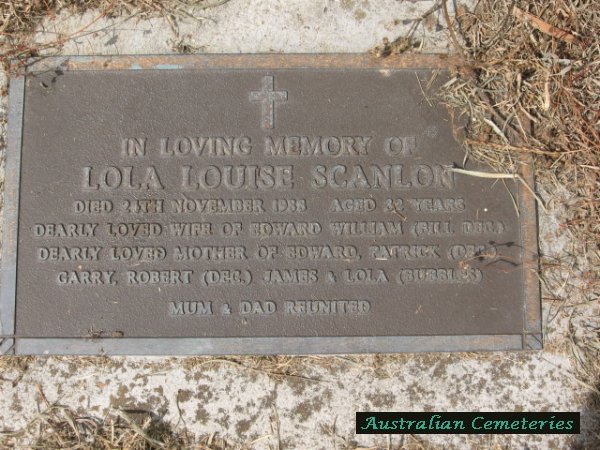 IN LOVING MEMORY OF
LOLA LOUISE SCANLON
DIED 24TH NOVEMBER AGED YEARS
DEARLY LOVED WIFE OF EDWARD WILLIAM (BILL DEC.)
DEARLY LOVED MOTHER OF EDWARD, PATRICK (DEC.)
GARRY, ROBERT (DEC.) JAMES & LOLA (BUBBLES)
MUM & DAD REUNITED
Australian Cemeteries